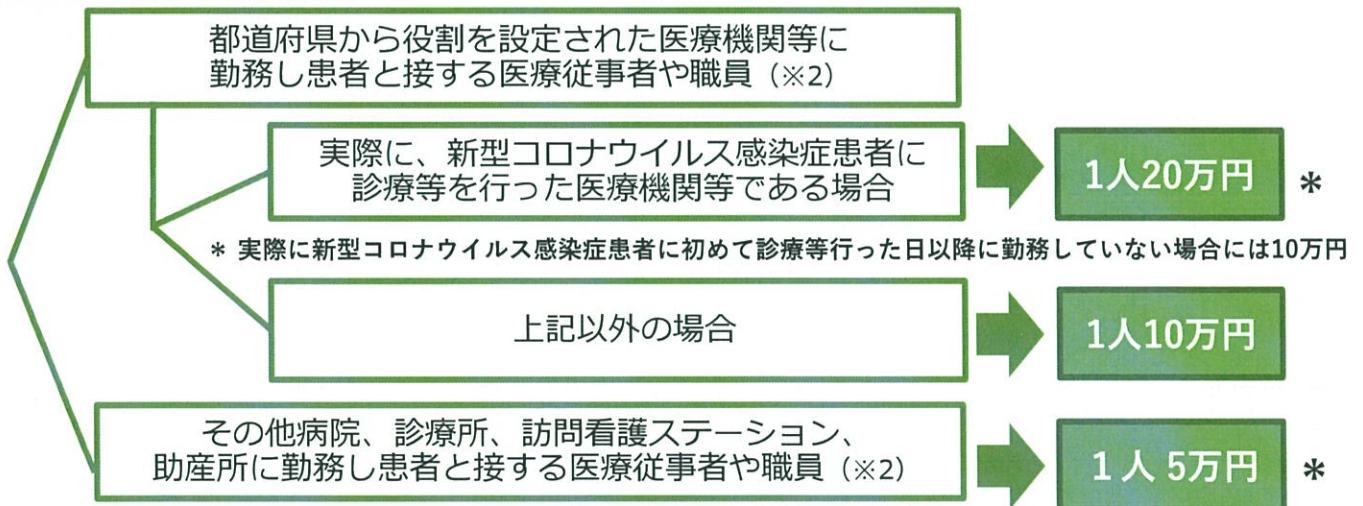 都道府県から役割を設定された医療機関等に
勤務し患者と接する医療従事者や職員（※2）
実際に、新型コロナウイルス感染症患者に
診療等を行った医療機関等である場合
1人20万円 *
* 実際に新型コロナウイルス感染症患者に初めて診療等行った日以降に勤務していない場合には10万円
上記以外の場合
1人10万円
その他病院、診療所、訪問看護ステーション、
助産所に勤務し患者と接する医療従事者や職員（※2）
1人 5万円 *